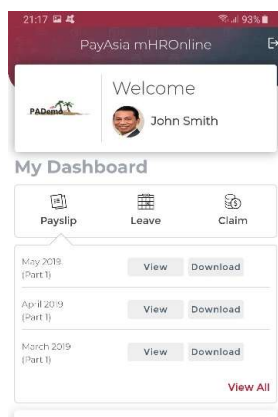 21:17 93%
PayAsia mHROnline
Welcome
PADemo
John Smith
My Dashboard
Payslip Leave Claim
May 2019
(Part 1) View Download
April 2019
(Part 1) View Download
March 2019
(Part 1) View Download
View All